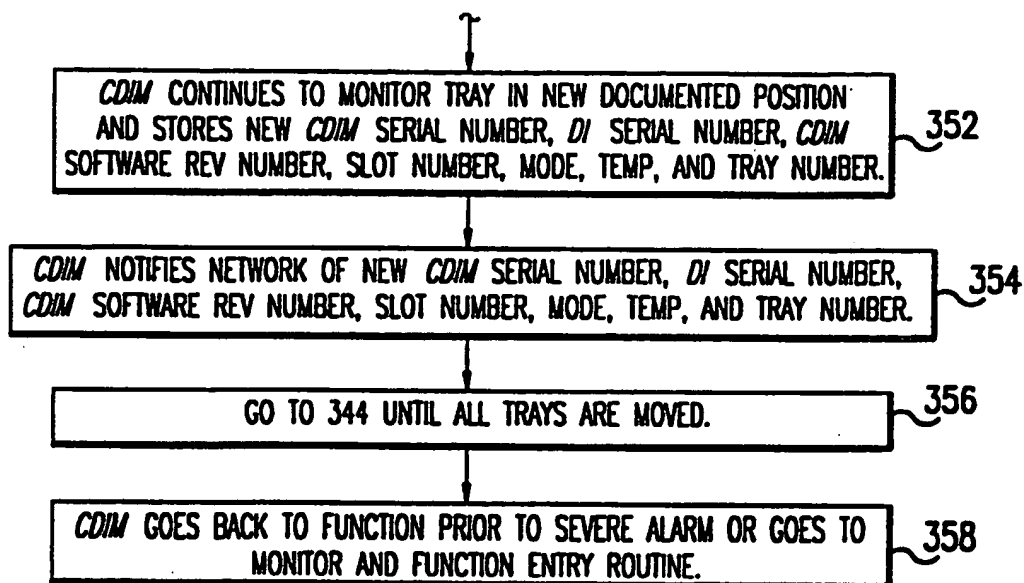 CDIM CONTINUES TO MONITOR TRAY IN NEW DOCUMENTED POSITION
AND STORES NEW CDIM SERIAL NUMBER, DI SERIAL NUMBER, CDIM
SOFTWARE REV NUMBER, SLOT NUMBER, MODE, TEMP, AND TRAY NUMBER.
352
CDIM NOTIFIES NETWORK OF NEW CDIM SERIAL NUMBER, DI SERIAL NUMBER,
CDIM SOFTWARE REV NUMBER, SLOT NUMBER, MODE, TEMP, AND TRAY NUMBER.
354
GO TO 344 UNTIL ALL TRAYS ARE MOVED.
356
CDIM GOES BACK TO FUNCTION PRIOR TO SEVERE ALARM OR GOES TO
MONITOR AND FUNCTION ENTRY ROUTINE.
358